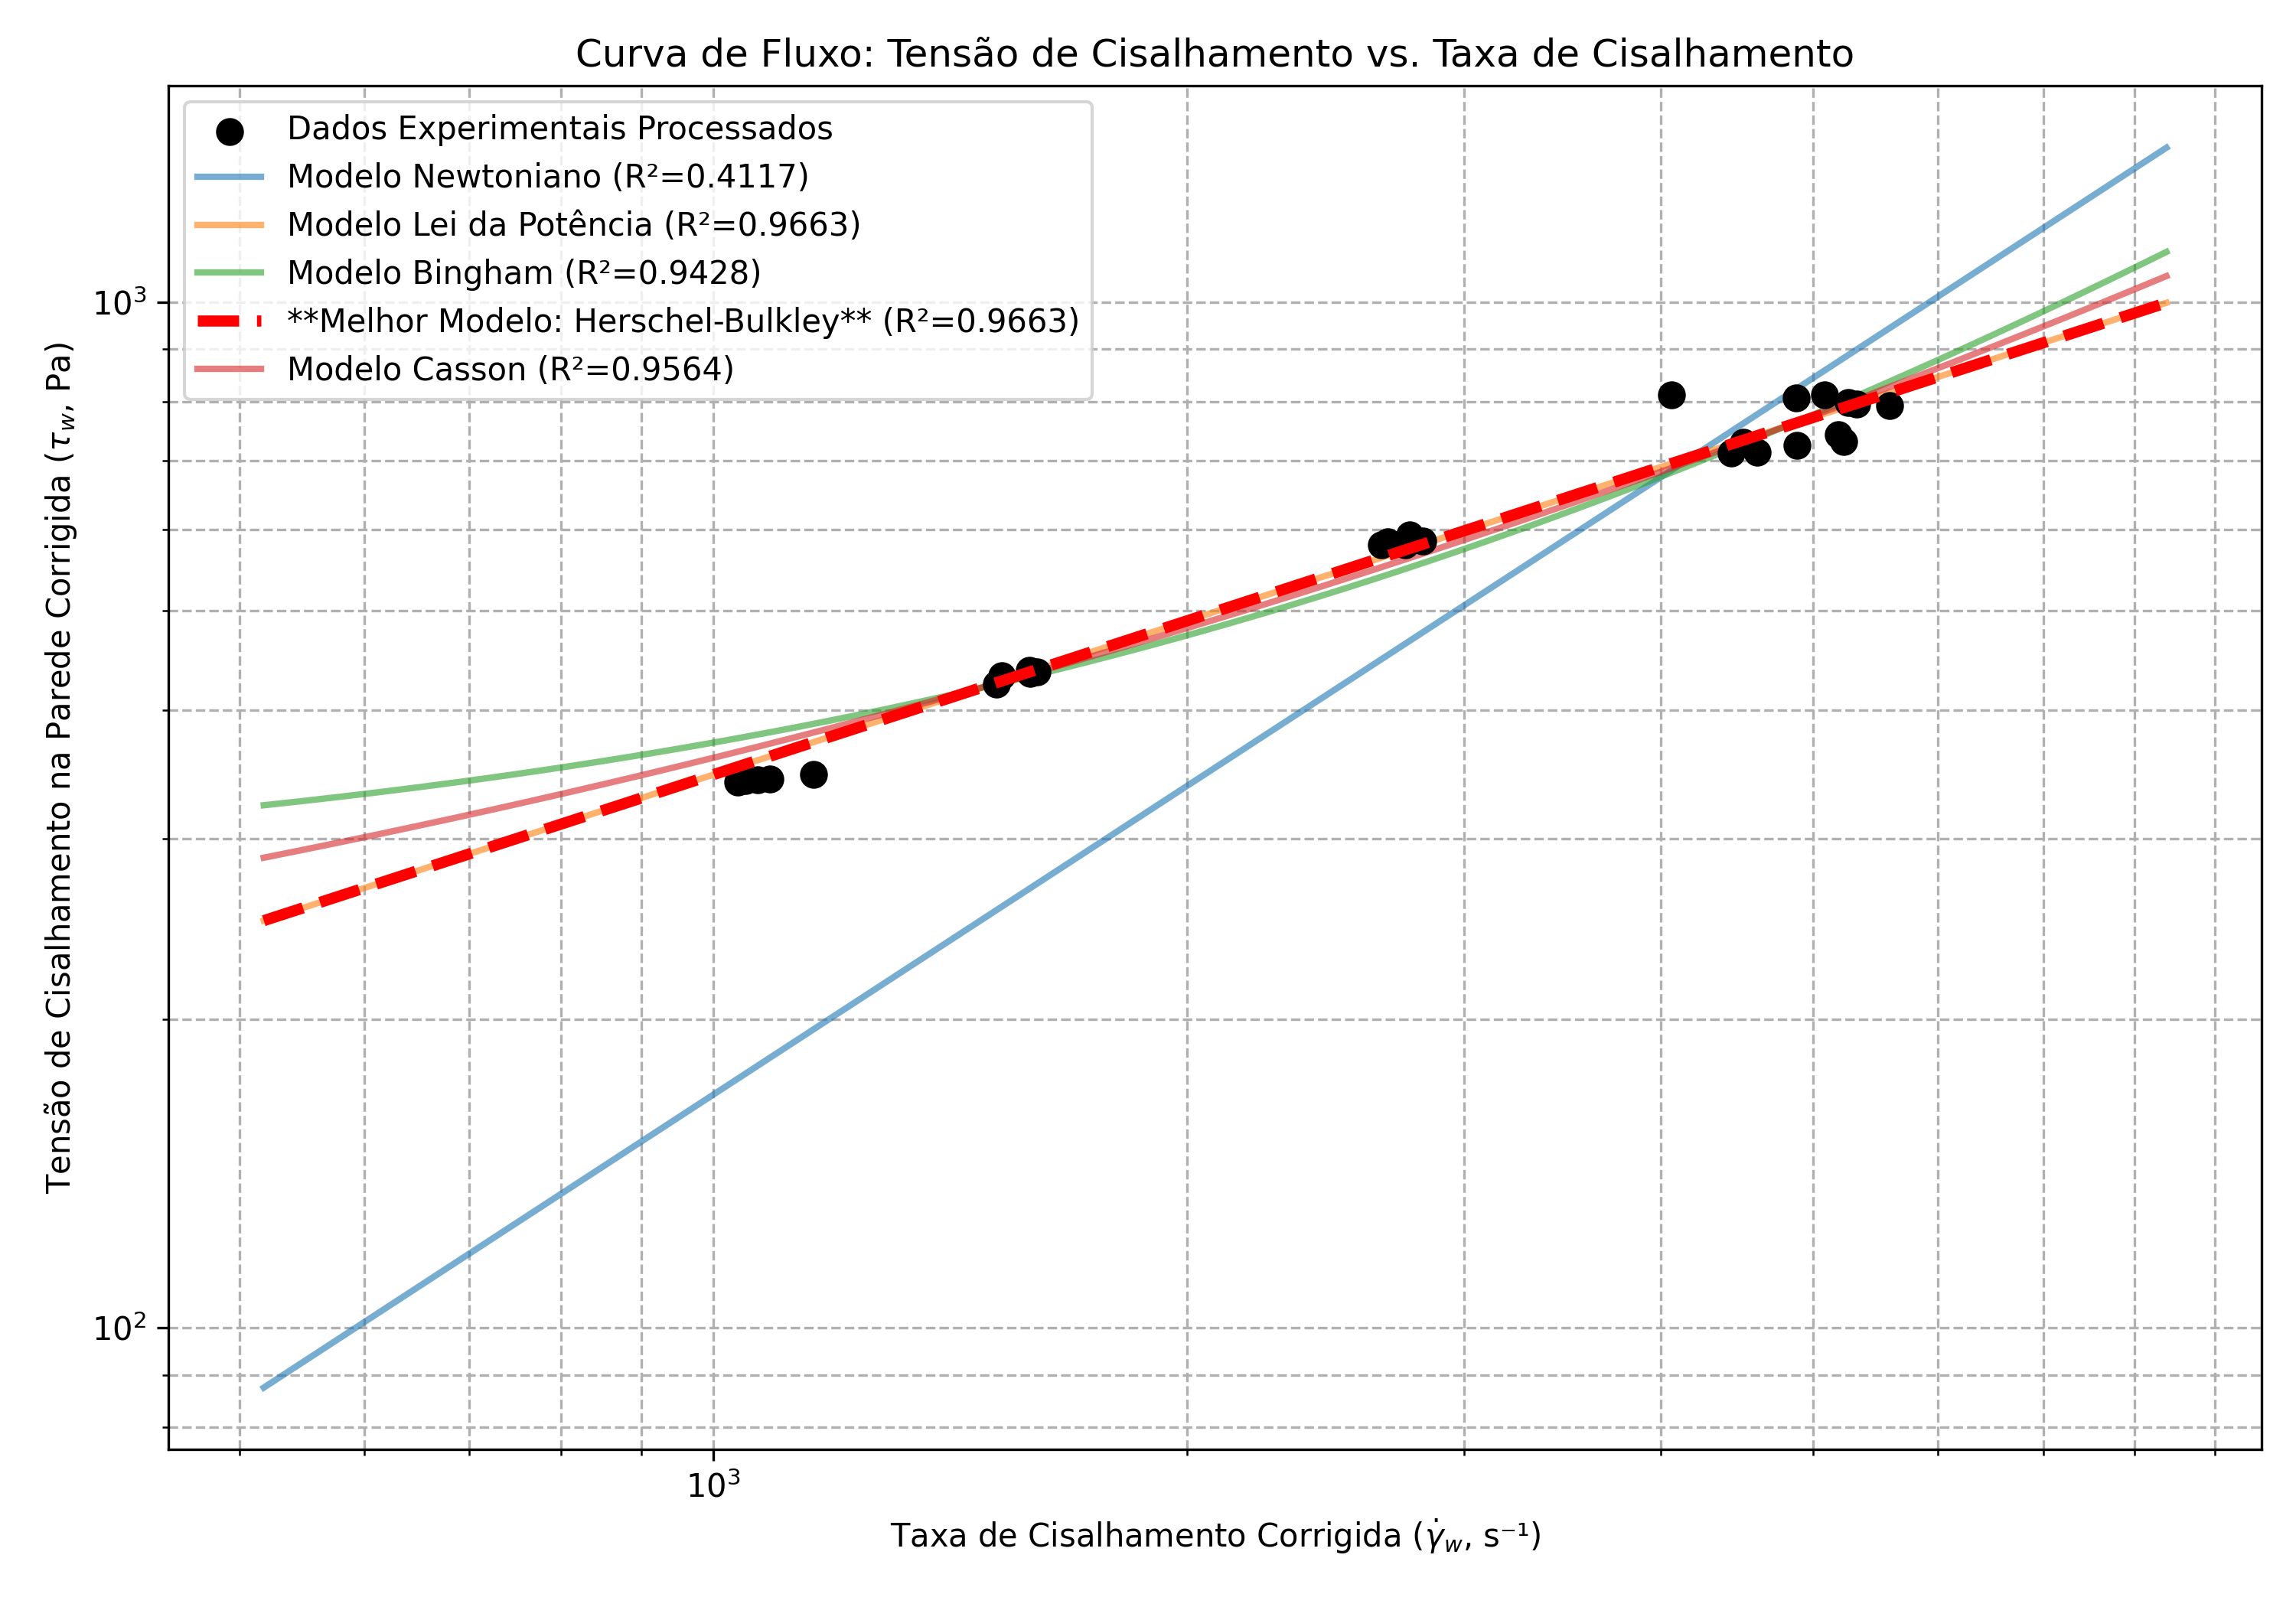 Curva de Fluxo: Tensão de Cisalhamento vs. Taxa de Cisalhamento
Dados Experimentais Processados
Modelo Newtoniano (R²=0.4117)
Modelo Lei da Potência (R²=0.9663)
Modelo Bingham (R²=0.9428)
**Melhor Modelo: Herschel-Bulkley** (R²=0.9663)
Modelo Casson (R²=0.9564)
Tensão de Cisalhamento na Parede Corrigida (τ_w, Pa)
10³
10²
10³
Taxa de Cisalhamento Corrigida (γ̇_w, s⁻¹)